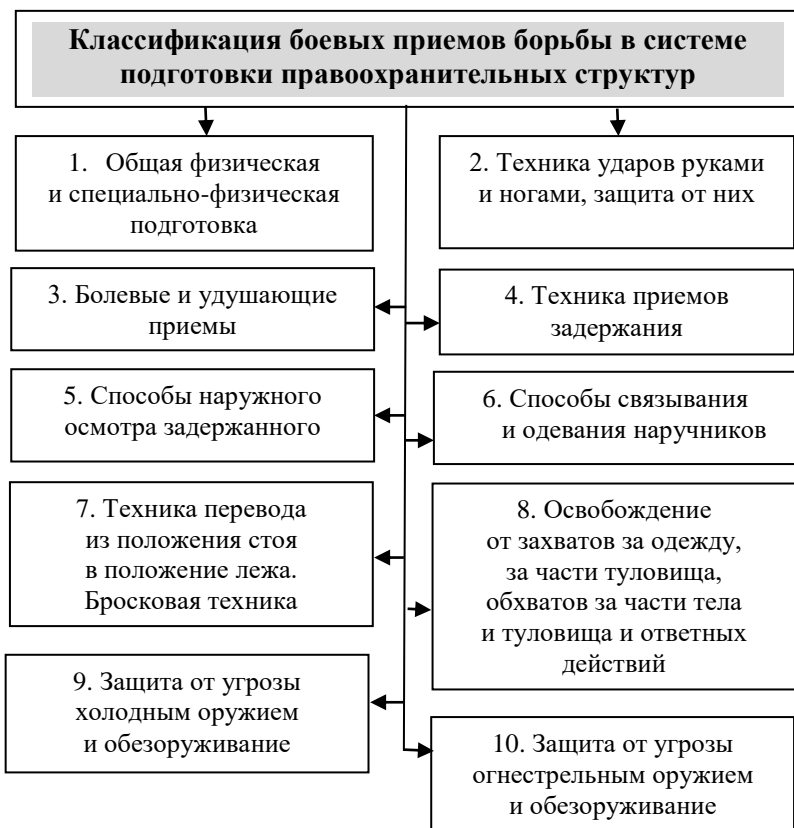 Классификация боевых приемов борьбы в системе
подготовки правоохранительных структур
1. Общая физическая
и специально-физическая
подготовка
2. Техника ударов руками
и ногами, защита от них
3. Болевые и удушающие
приемы
4. Техника приемов
задержания
5. Способы наружного
осмотра задержанного
6. Способы связывания
и одевания наручников
7. Техника перевода
из положения стоя
в положение лежа.
Бросковая техника
8. Освобождение
от захватов за одежду,
за части туловища,
обхватов за части тела
и туловища и ответных
действий
9. Защита от угрозы
холодным оружием
и обезоруживание
10. Защита от угрозы
огнестрельным оружием
и обезоруживание